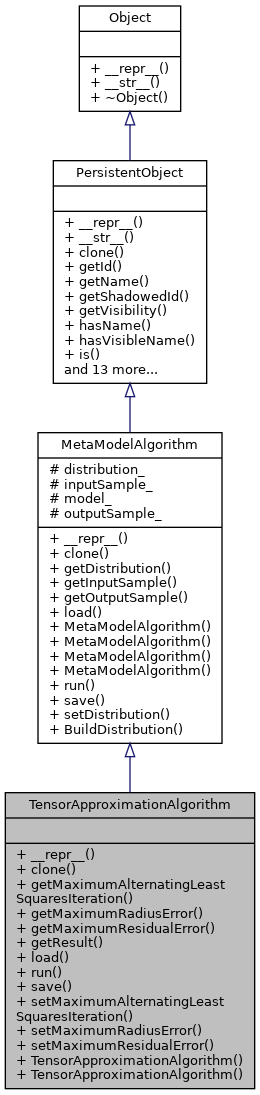 Object
+ __repr__()
+ __str__()
+ ~Object()
PersistentObject
+ __repr__()
+ __str__()
+ clone()
+ getId()
+ getName()
+ getShadowedId()
+ getVisibility()
+ hasName()
+ hasVisibleName()
+ is()
and 13 more...
MetaModelAlgorithm
# distribution_
# inputSample_
# model_
# outputSample_
+ __repr__()
+ clone()
+ getDistribution()
+ getInputSample()
+ getOutputSample()
+ load()
+ MetaModelAlgorithm()
+ MetaModelAlgorithm()
+ MetaModelAlgorithm()
+ MetaModelAlgorithm()
+ run()
+ save()
+ setDistribution()
+ BuildDistribution()
TensorApproximationAlgorithm
+ __repr__()
+ clone()
+ getMaximumAlternatingLeast
SquaresIteration()
+ getMaximumRadiusError()
+ getMaximumResidualError()
+ getResult()
+ load()
+ run()
+ save()
+ setMaximumAlternatingLeast
SquaresIteration()
+ setMaximumRadiusError()
+ setMaximumResidualError()
+ TensorApproximationAlgorithm()
+ TensorApproximationAlgorithm()